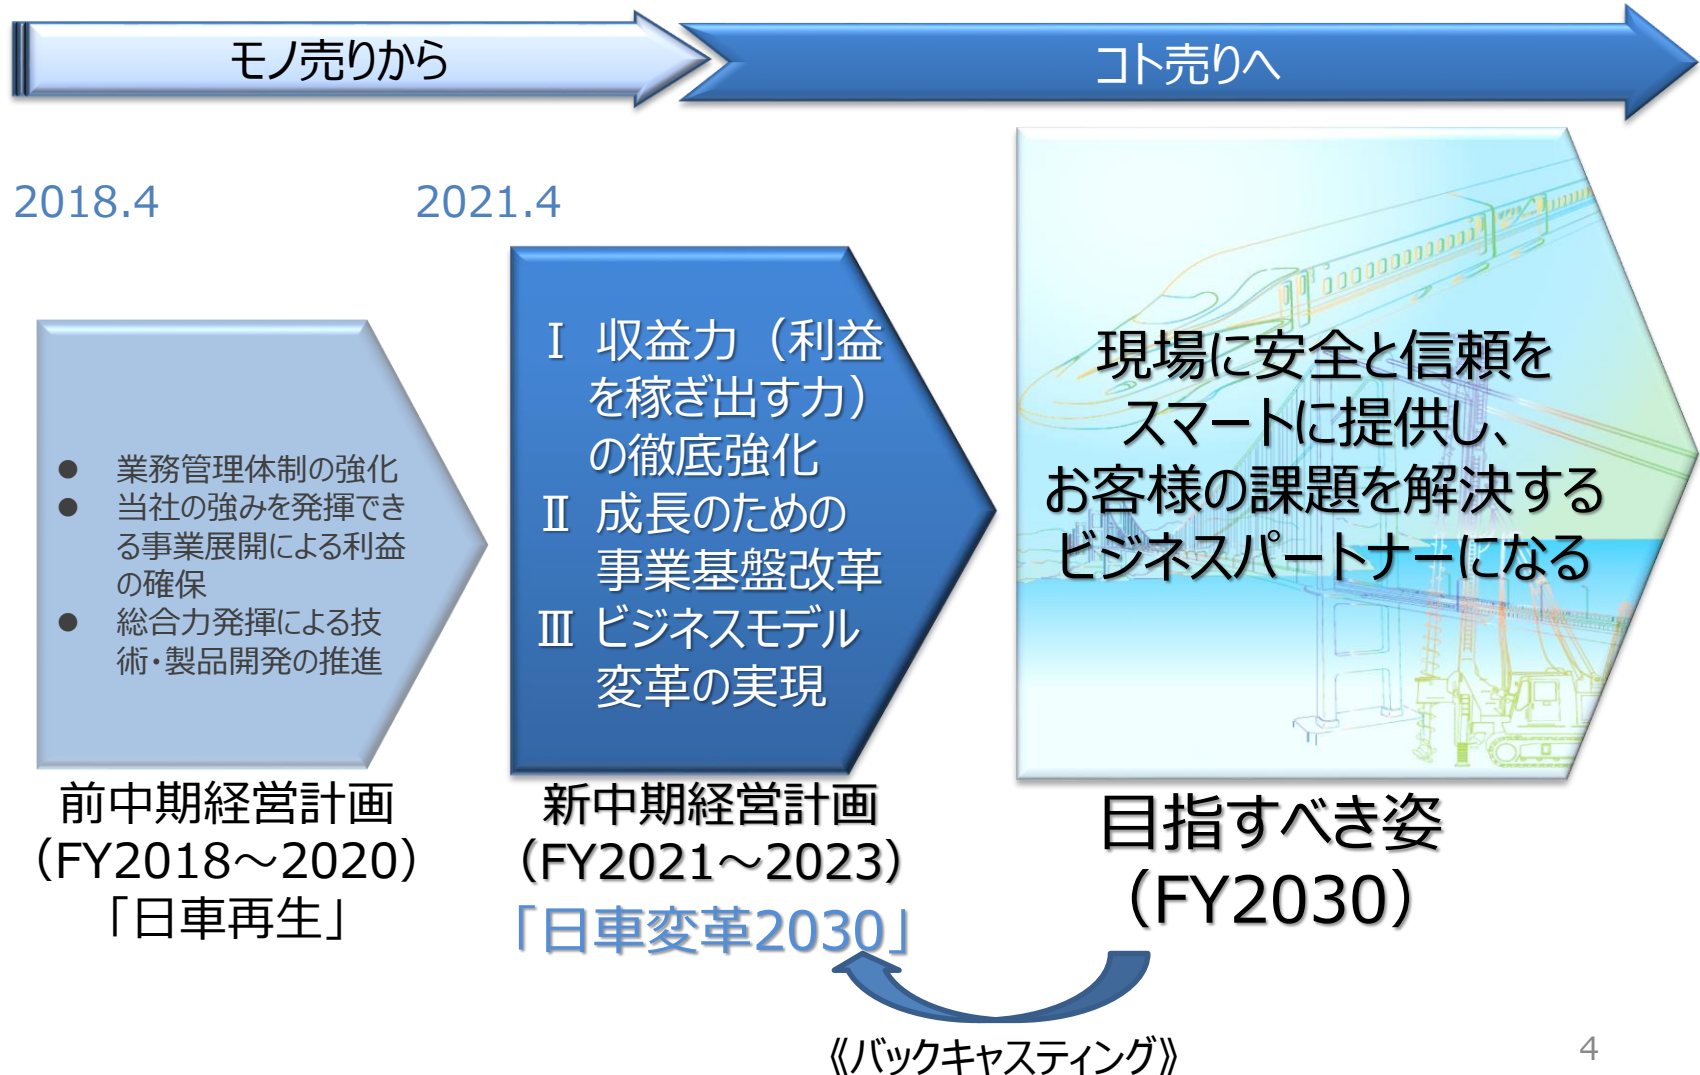 モノ売りから
コト売りへ
2018.4
2021.4
● 業務管理体制の強化
● 当社の強みを発揮でき
る事業展開による利益
の確保
● 総合力発揮による技
術・製品開発の推進
前中期経営計画
（FY2018～2020）
「日車再生」
Ⅰ 収益力（利益
を稼ぎ出す力）
の徹底強化
Ⅱ 成長のための
事業基盤改革
Ⅲ ビジネスモデル
変革の実現
新中期経営計画
（FY2021～2023）
「日車変革2030」
現場に安全と信頼を
スマートに提供し、
お客様の課題を解決する
ビジネスパートナーになる
目指すべき姿
（FY2030）
《バックキャスティング》
4